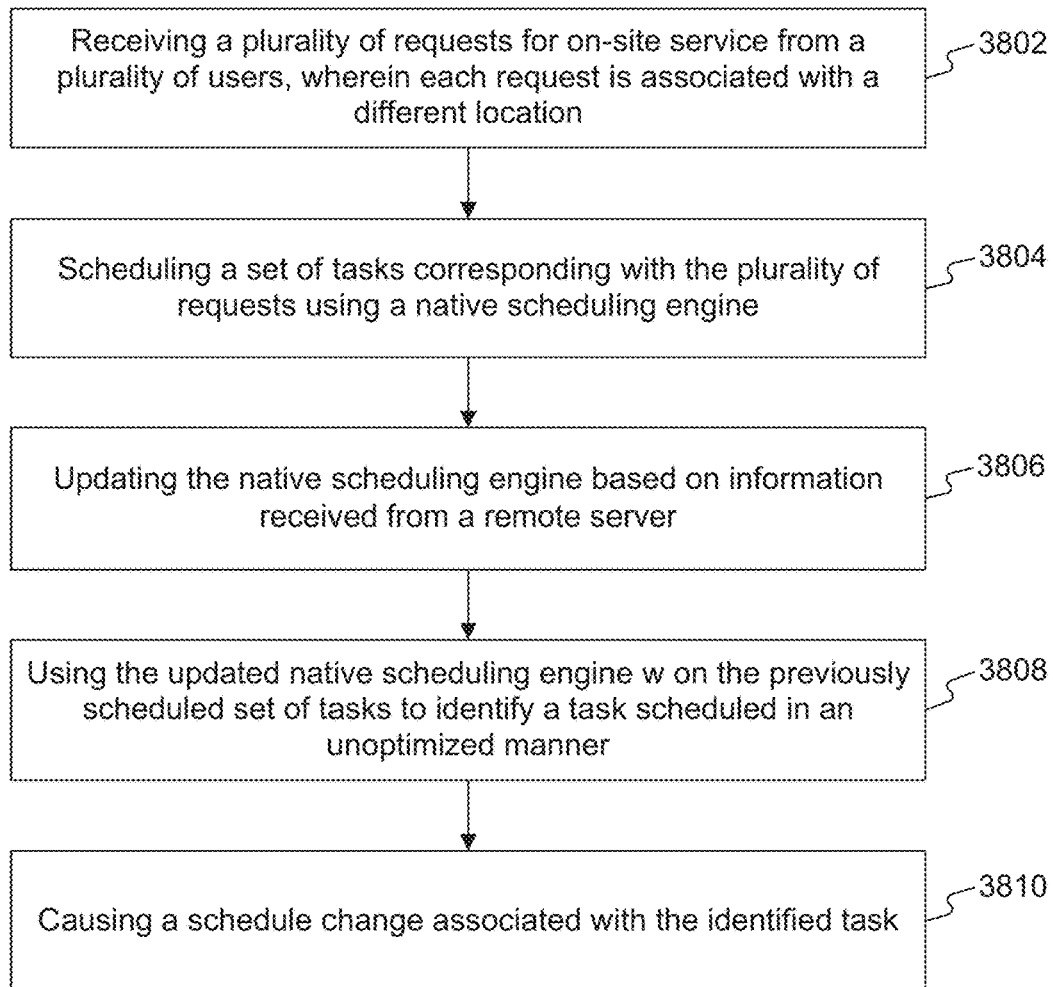 Receiving a plurality of requests for on-site service from a
plurality of users, wherein each request is associated with a
different location
3802
Scheduling a set of tasks corresponding with the plurality of
requests using a native scheduling engine
3804
Updating the native scheduling engine based on information
received from a remote server
3806
Using the updated native scheduling engine w on the previously
scheduled set of tasks to identify a task scheduled in an
unoptimized manner
3808
Causing a schedule change associated with the identified task
3810